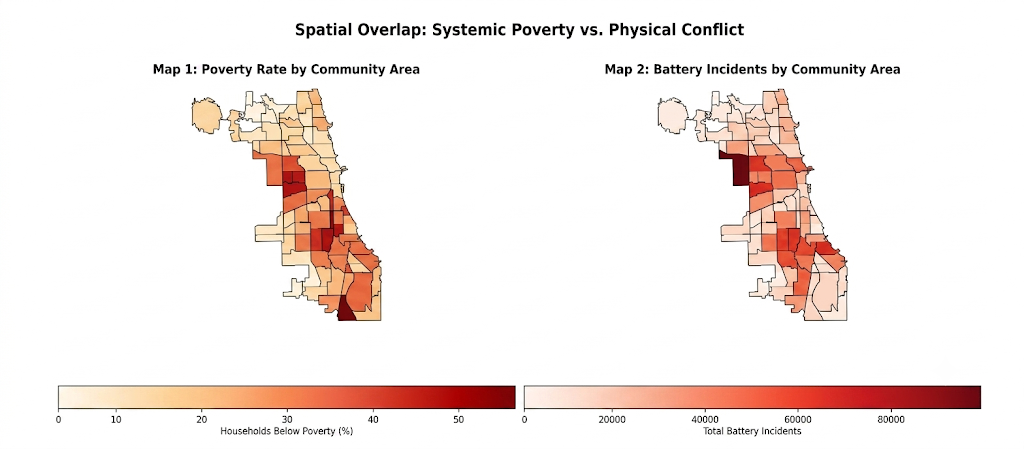 Spatial Overlap: Systemic Poverty vs. Physical Conflict
Map 1: Poverty Rate by Community Area
Map 2: Battery Incidents by Community Area
0 10 20 30 40 50
Households Below Poverty (%)
0 20000 40000 60000 80000
Total Battery Incidents